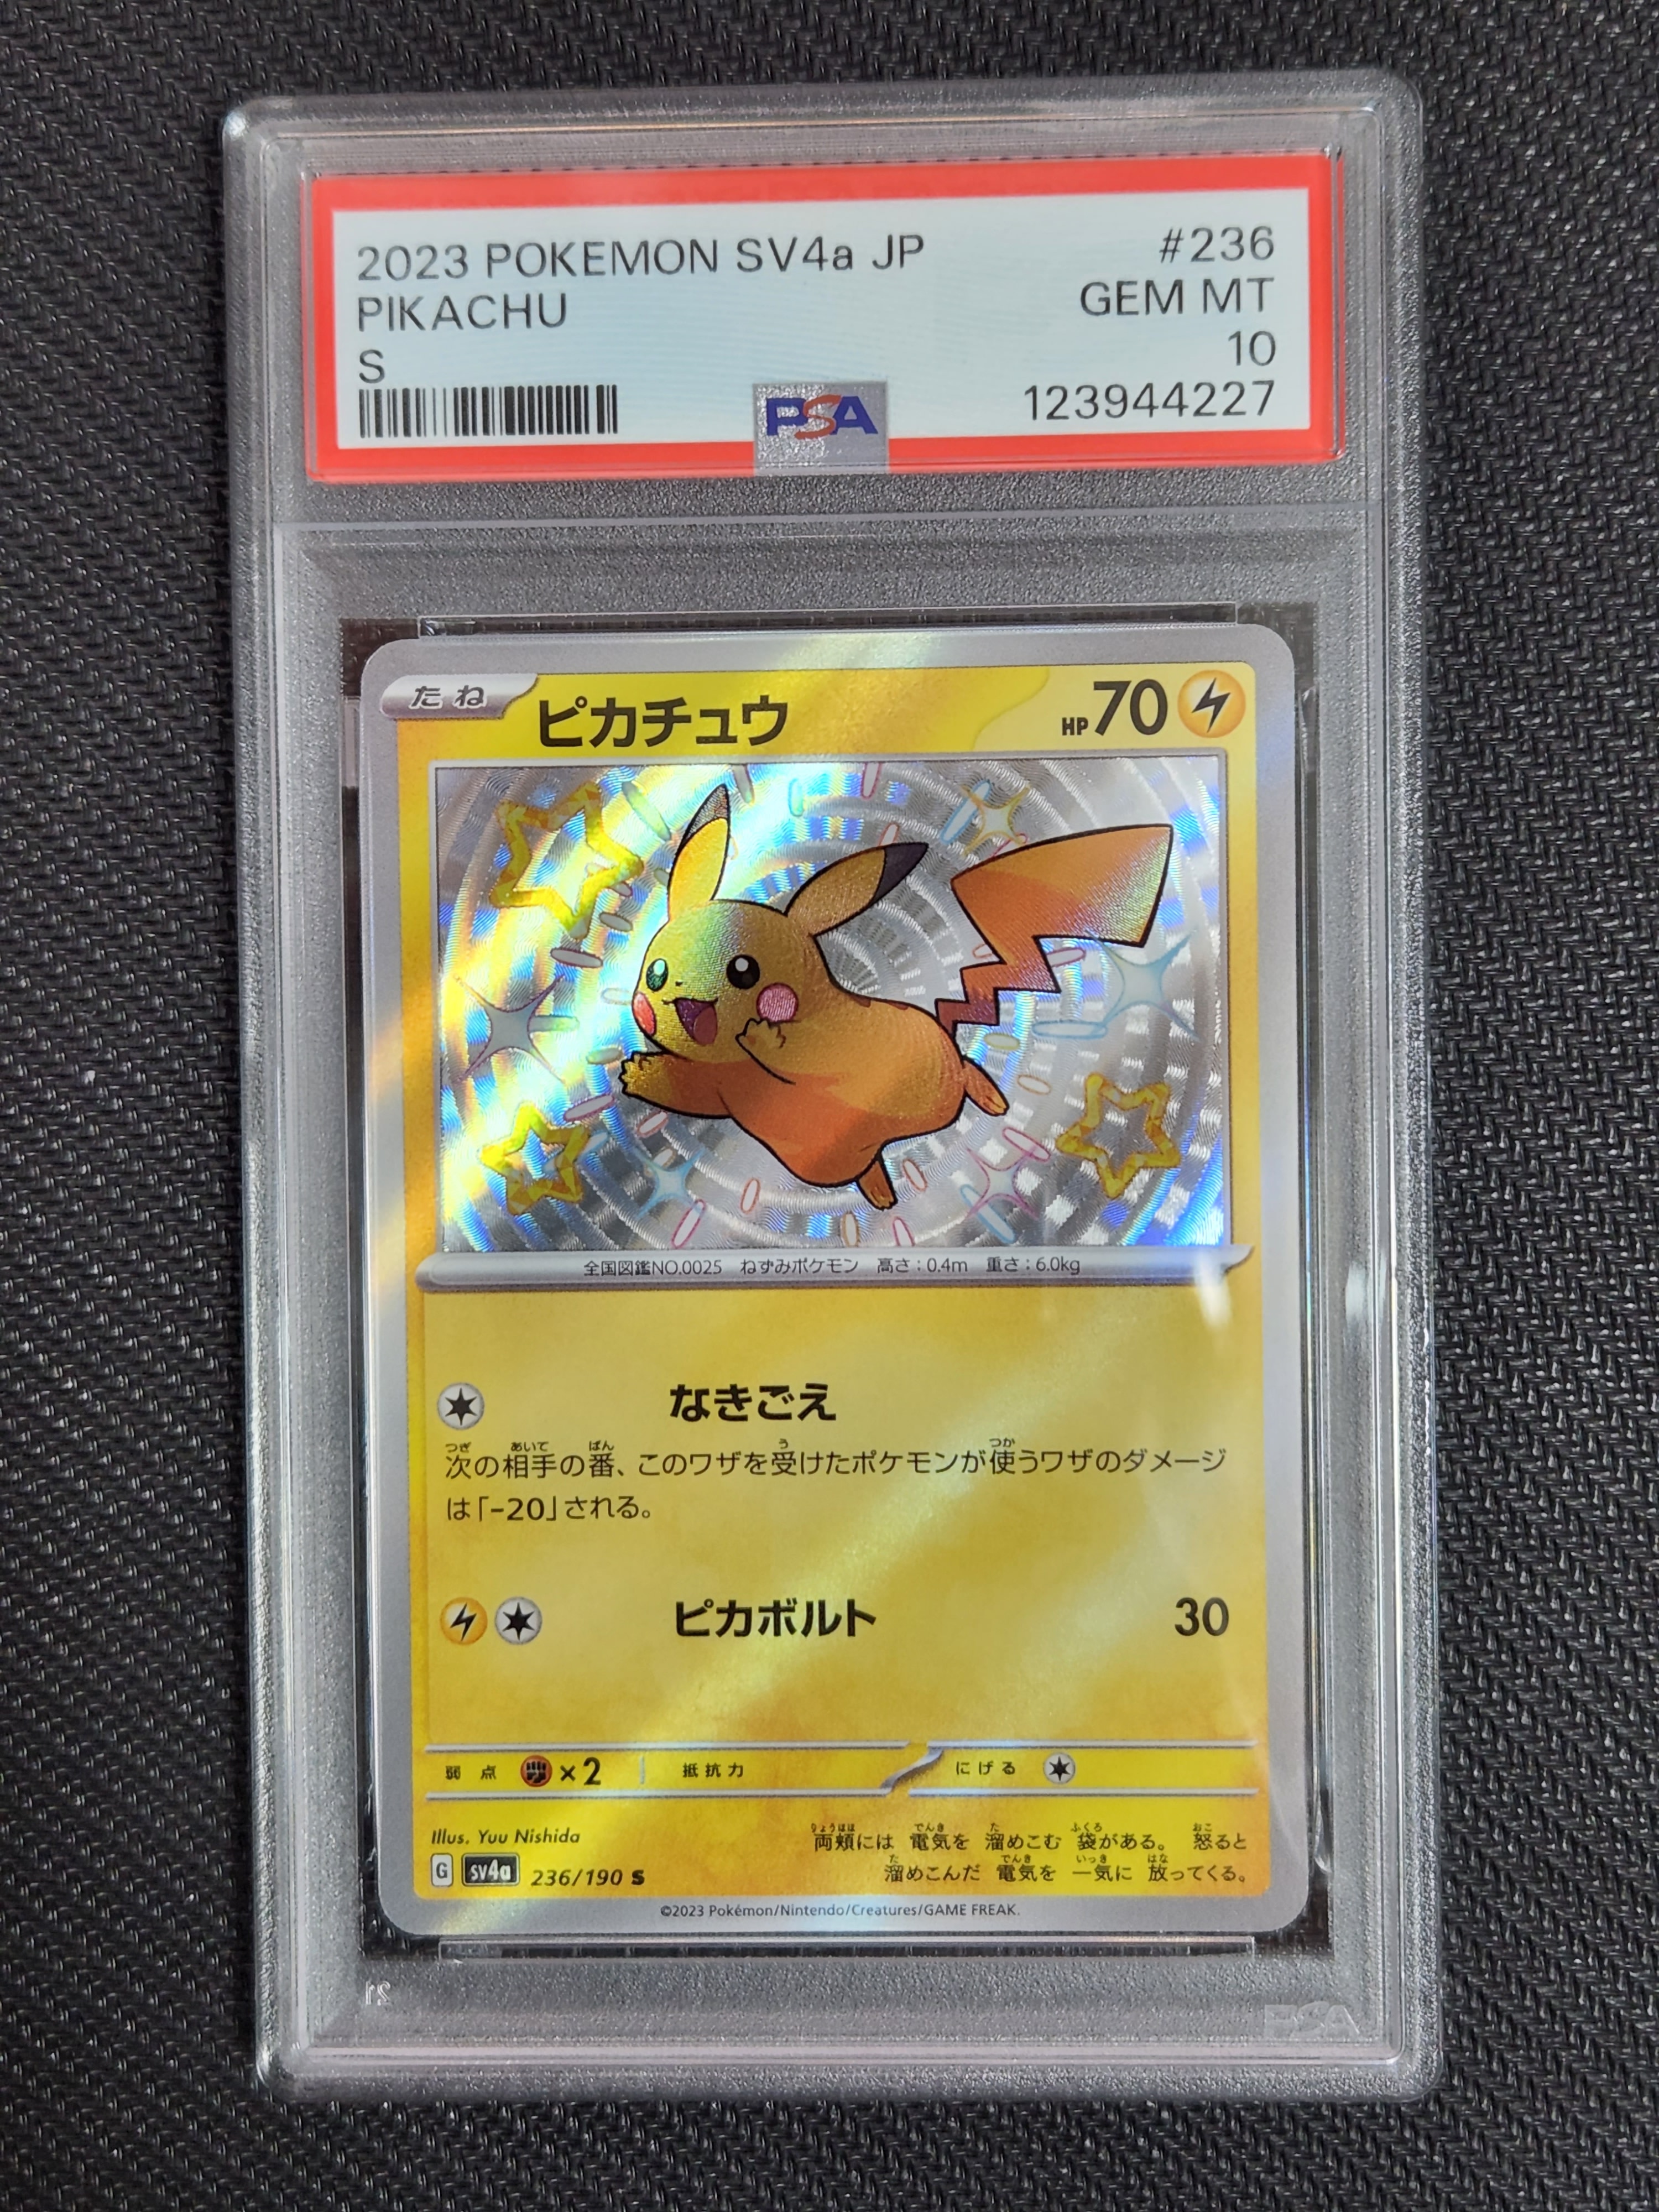 2023 POKEMON SV4a JP #236
PIKACHU GEM MT
S 10
PSA 123944227
たね ピカチュウ HP70
全国図鑑NO.0025 ねずみポケモン 高さ:0.4m 重さ:6.0kg
なきごえ
次の相手の番、このワザを受けたポケモンが使うワザのダメージ
は「-20」される。
ピカボルト 30
弱点 ×2 抵抗力 にげる
Illus. Yuu Nishida
両頬には 電気を 溜めこむ 袋がある。 怒ると
溜めこんだ 電気を 一気に 放ってくる。
G SV4a 236/190 S
©2023 Pokémon/Nintendo/Creatures/GAME FREAK.
21 PSA